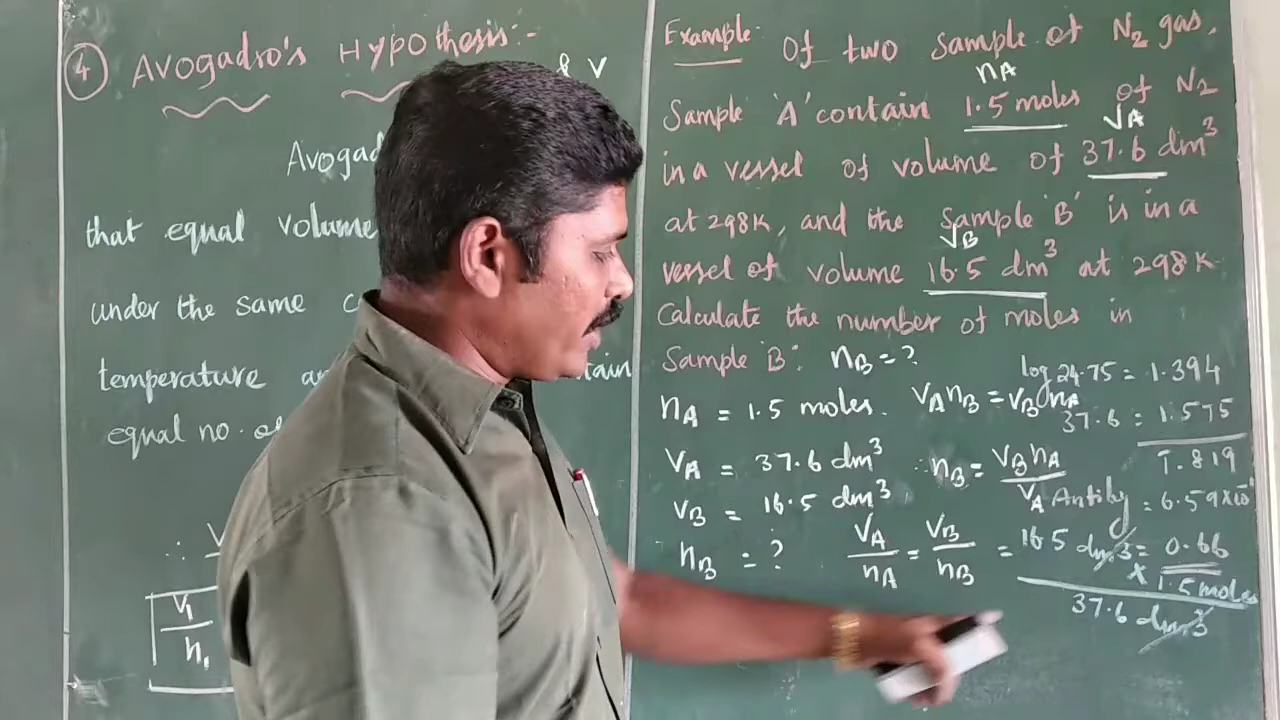 ④ Avogadro's Hypothesis:-
& V
Avogad
that equal volume
under the same c
temperature a tain
equal no. o
∴ V
V₁
n₁
Example: Of two sample of N₂ gas,
nA
Sample 'A' contain 1.5 moles of N₂
VA
in a vessel of volume of 37.6 dm³
at 298K, and the sample 'B' is in a
VB
vessel of volume 16.5 dm³ at 298K
Calculate the number of moles in
Sample 'B'. nB = ?
log 24.75 = 1.394
nA = 1.5 moles. VAnB = VBnA
37.6 = 1.575
1̄.819
VA = 37.6 dm³ ∴ nB = VBnA / VA
Antilog = 6.59×10⁻¹
VB = 16.5 dm³
nB = ? VA/nA = VB/nB = 16.5 dm³ × 1.5 moles / 37.6 dm³
= 0.66